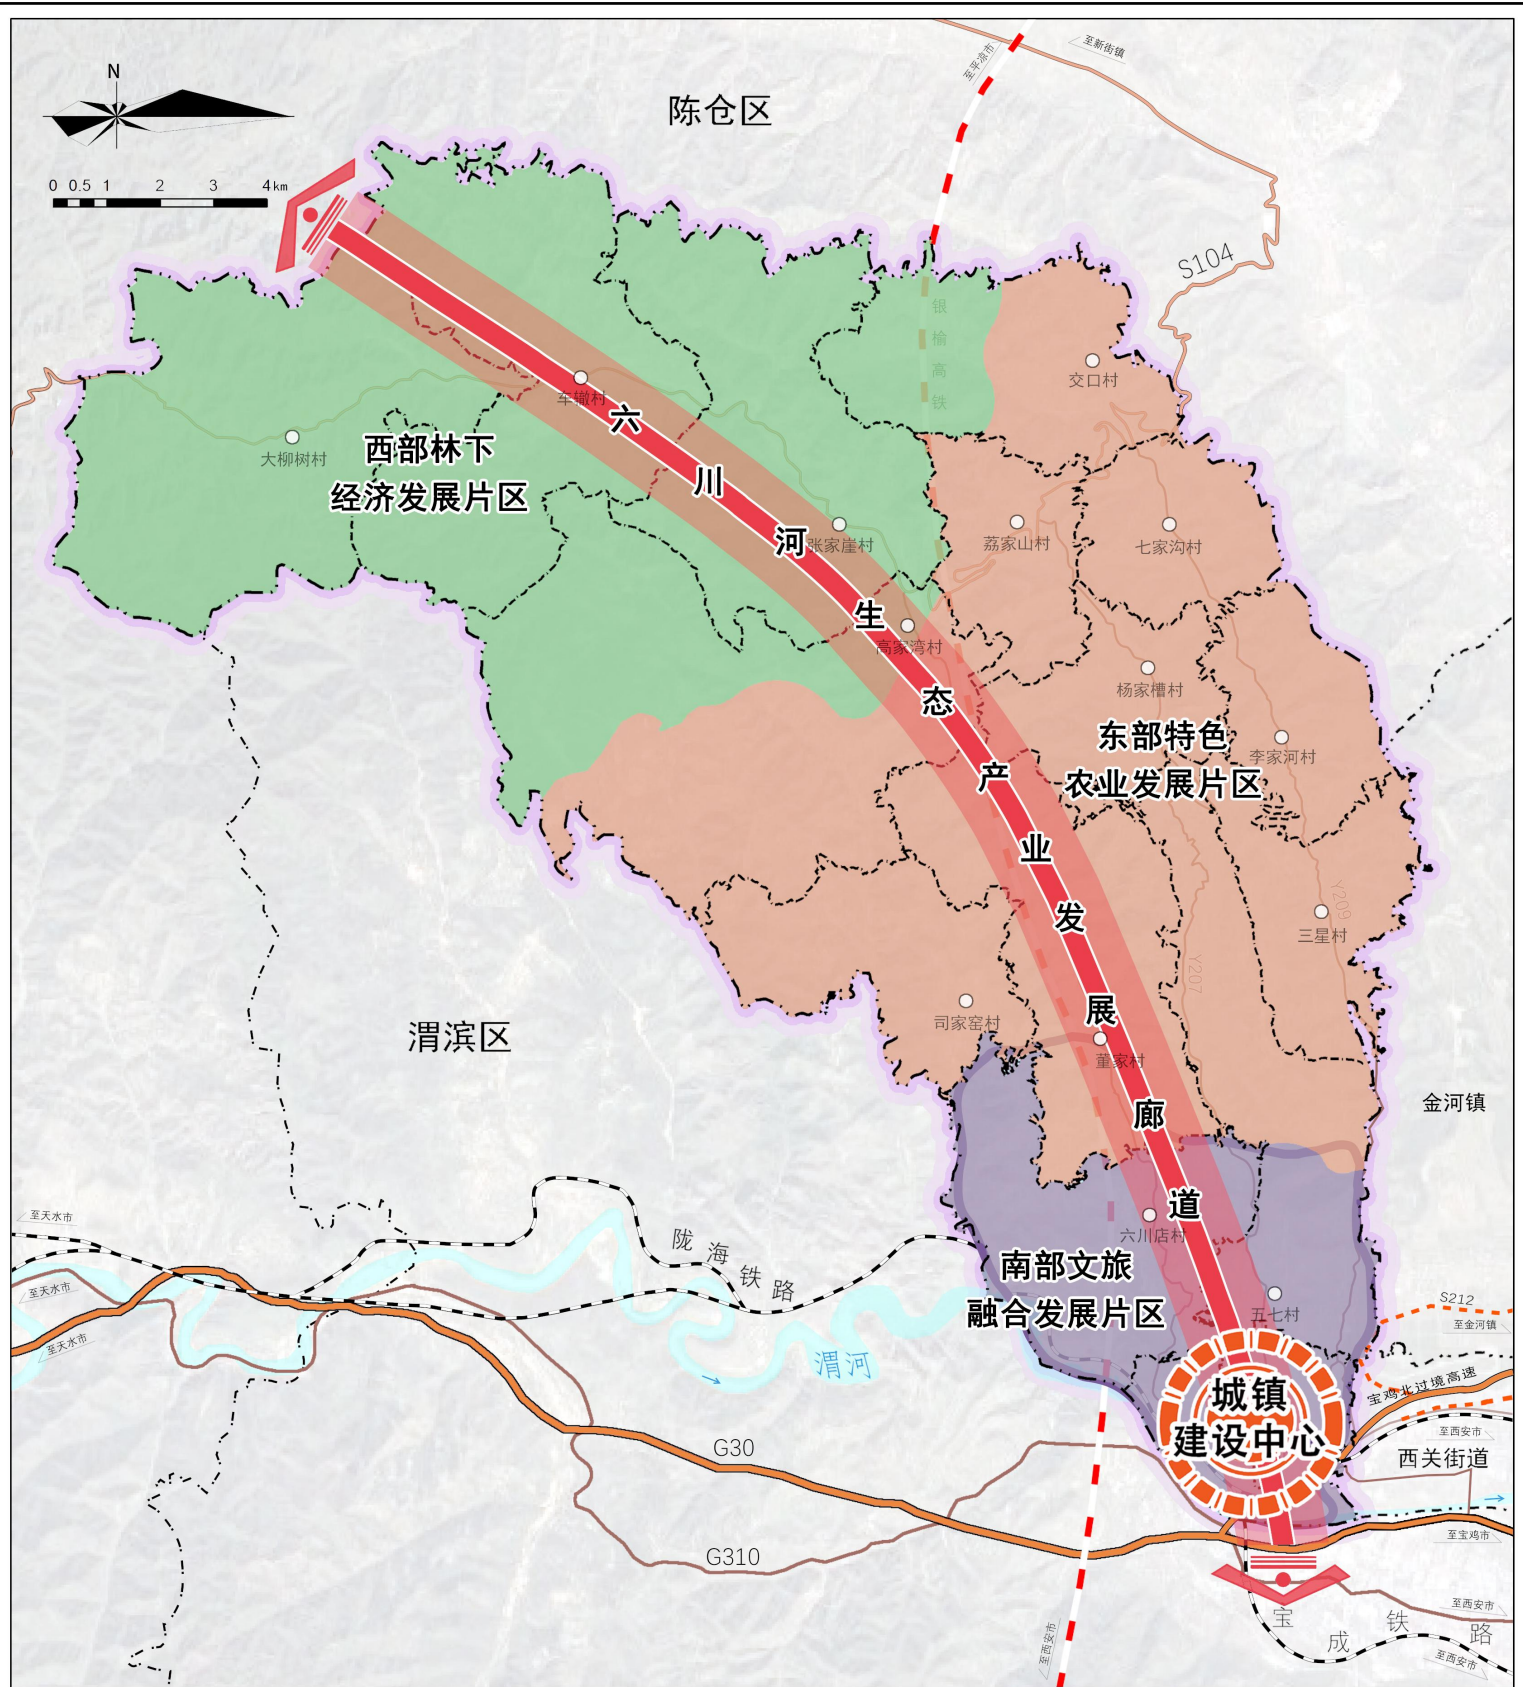 至平凉市
至新街镇
N
陈仓区
0 0.5 1 2 3 4km
S104
银榆高铁
交口村
车辙村
大柳树村
西部林下
经济发展片区
六川河生态产业发展廊道
张家崖村
荔家山村
七家沟村
高家湾村
杨家槽村
东部特色
农业发展片区
李家河村
Y209
三星村
Y207
司家窑村
董家村
渭滨区
金河镇
至天水市
陇海铁路
六川店村
南部文旅
融合发展片区
至天水市
五七村
S212
至金河镇
至天水市
渭河
宝鸡北过境高速
城镇
建设中心
至西安市
西关街道
G30
至宝鸡市
G310
至西安市
宝成铁路
至西安市
至西安市